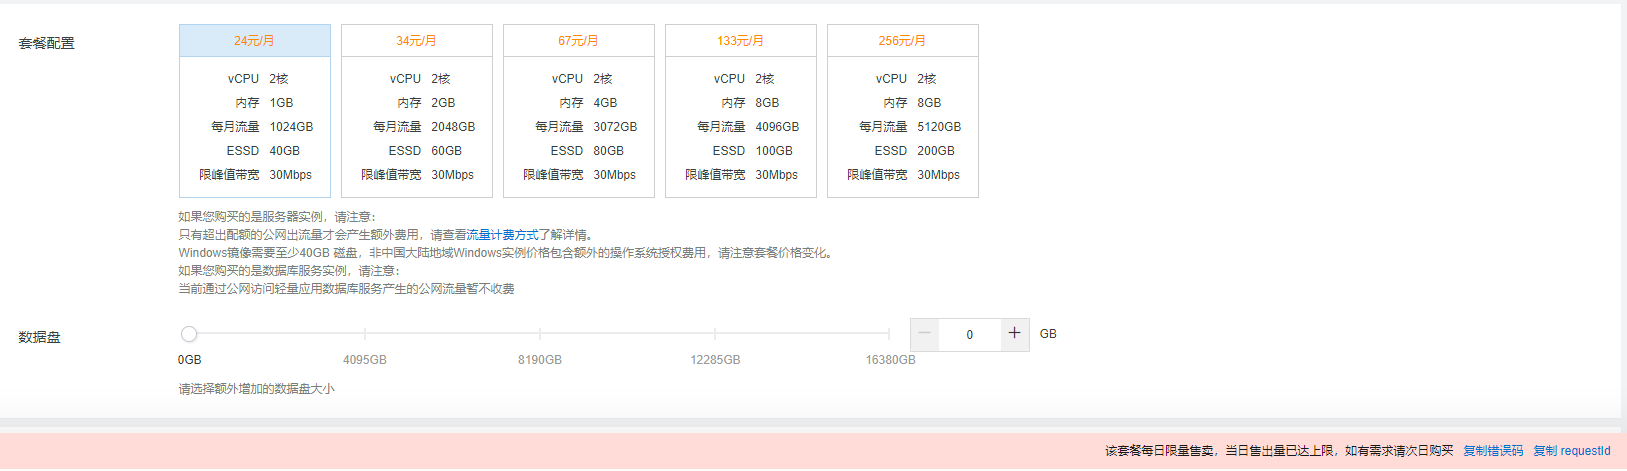 套餐配置
24元/月 34元/月 67元/月 133元/月 256元/月
vCPU 2核 vCPU 2核 vCPU 2核 vCPU 2核 vCPU 2核
内存 1GB 内存 2GB 内存 4GB 内存 8GB 内存 8GB
每月流量 1024GB 每月流量 2048GB 每月流量 3072GB 每月流量 4096GB 每月流量 5120GB
ESSD 40GB ESSD 60GB ESSD 80GB ESSD 100GB ESSD 200GB
限峰值带宽 30Mbps 限峰值带宽 30Mbps 限峰值带宽 30Mbps 限峰值带宽 30Mbps 限峰值带宽 30Mbps
如果您购买的是服务器实例，请注意：
只有超出配额的公网出流量才会产生额外费用，请查看流量计费方式了解详情。
Windows镜像需要至少40GB 磁盘，非中国大陆地域Windows实例价格包含额外的操作系统授权费用，请注意套餐价格变化。
如果您购买的是数据库服务实例，请注意：
当前通过公网访问轻量应用数据库服务产生的公网流量暂不收费
数据盘
— 0 + GB
0GB 4095GB 8190GB 12285GB 16380GB
请选择额外增加的数据盘大小
该套餐每日限量售卖，当日售出量已达上限，如有需求请次日购买 复制错误码 复制 requestId